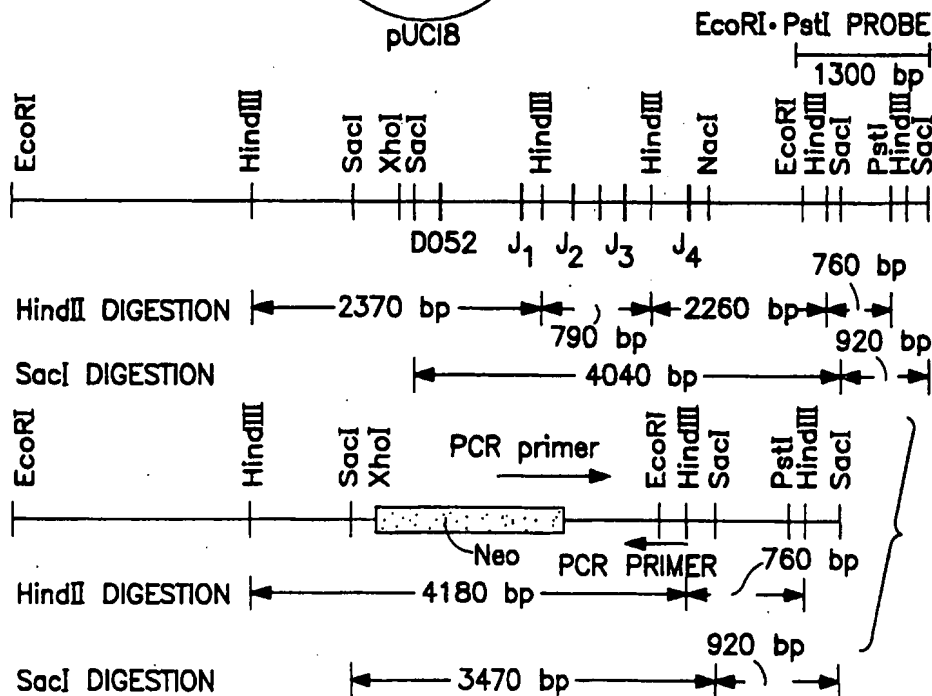 pUC18
EcoRI•PstI PROBE
1300 bp
EcoRI HindIII SacI XhoI SacI HindIII HindIII NacI EcoRI HindIII SacI PstI HindIII SacI
D052 J1 J2 J3 J4
760 bp
HindII DIGESTION 2370 bp 790 bp 2260 bp
920 bp
SacI DIGESTION 4040 bp
EcoRI HindIII SacI XhoI PCR primer EcoRI HindIII SacI PstI HindIII SacI
Neo PCR PRIMER 760 bp
HindII DIGESTION 4180 bp
920 bp
SacI DIGESTION 3470 bp